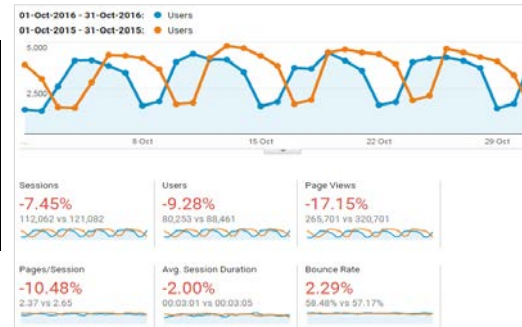 01-Oct-2016 - 31-Oct-2016: Users
01-Oct-2015 - 31-Oct-2015: Users
5,000
2,500
8 Oct
15 Oct
22 Oct
29 Oct
Sessions
-7.45%
112,062 vs 121,082
Users
-9.28%
80,253 vs 88,461
Page Views
-17.15%
265,701 vs 320,701
Pages/Session
-10.48%
2.37 vs 2.65
Avg. Session Duration
-2.00%
00:03:01 vs 00:03:05
Bounce Rate
2.29%
58.48% vs 57.17%